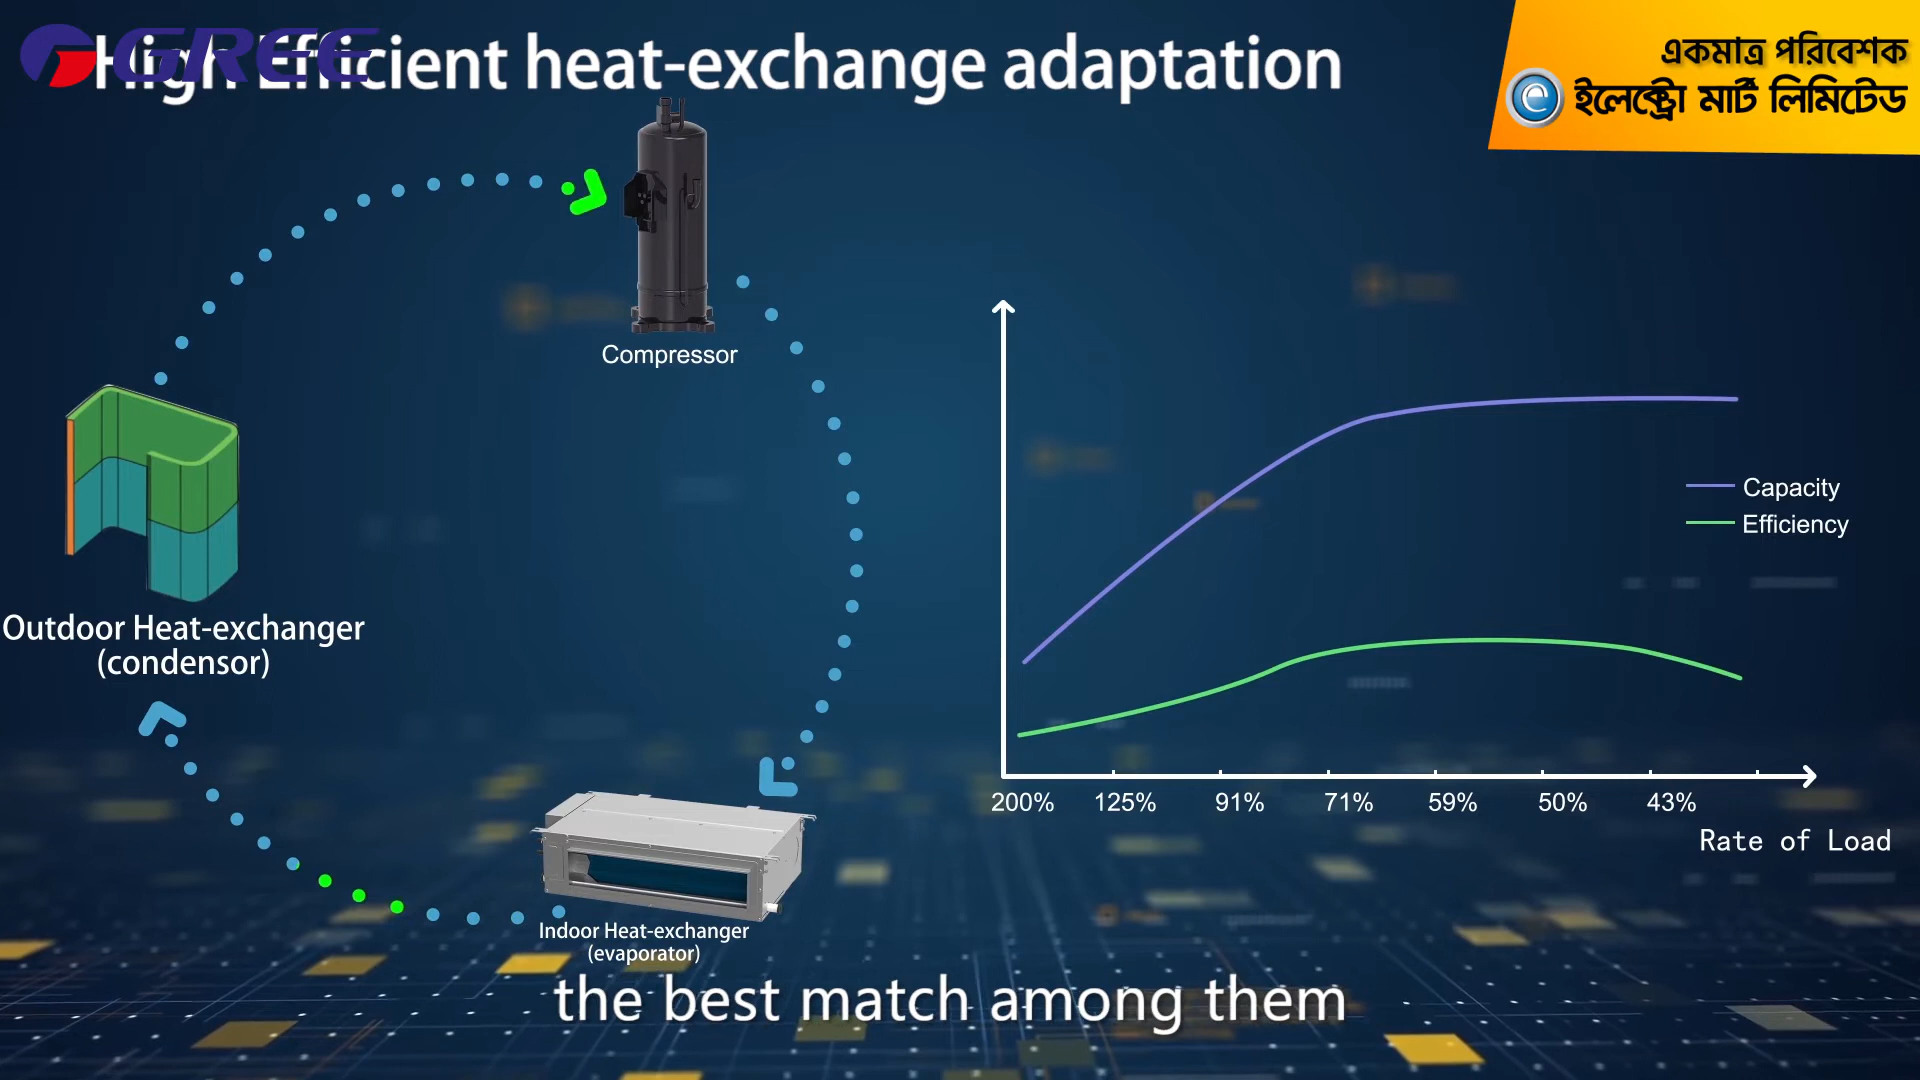 GREE
High Efficient heat-exchange adaptation
একমাত্র পরিবেশক
ইলেক্ট্রো মার্ট লিমিটেড
Compressor
Outdoor Heat-exchanger
(condensor)
Indoor Heat-exchanger
(evaporator)
Capacity
Efficiency
200% 125% 91% 71% 59% 50% 43%
Rate of Load
the best match among them